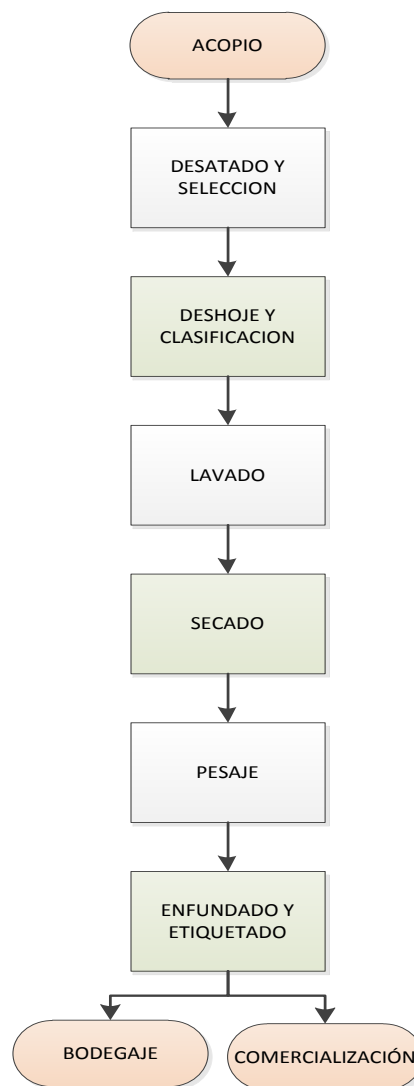 ACOPIO
DESATADO Y
SELECCION
DESHOJE Y
CLASIFICACION
LAVADO
SECADO
PESAJE
ENFUNDADO Y
ETIQUETADO
BODEGAJE
COMERCIALIZACIÓN